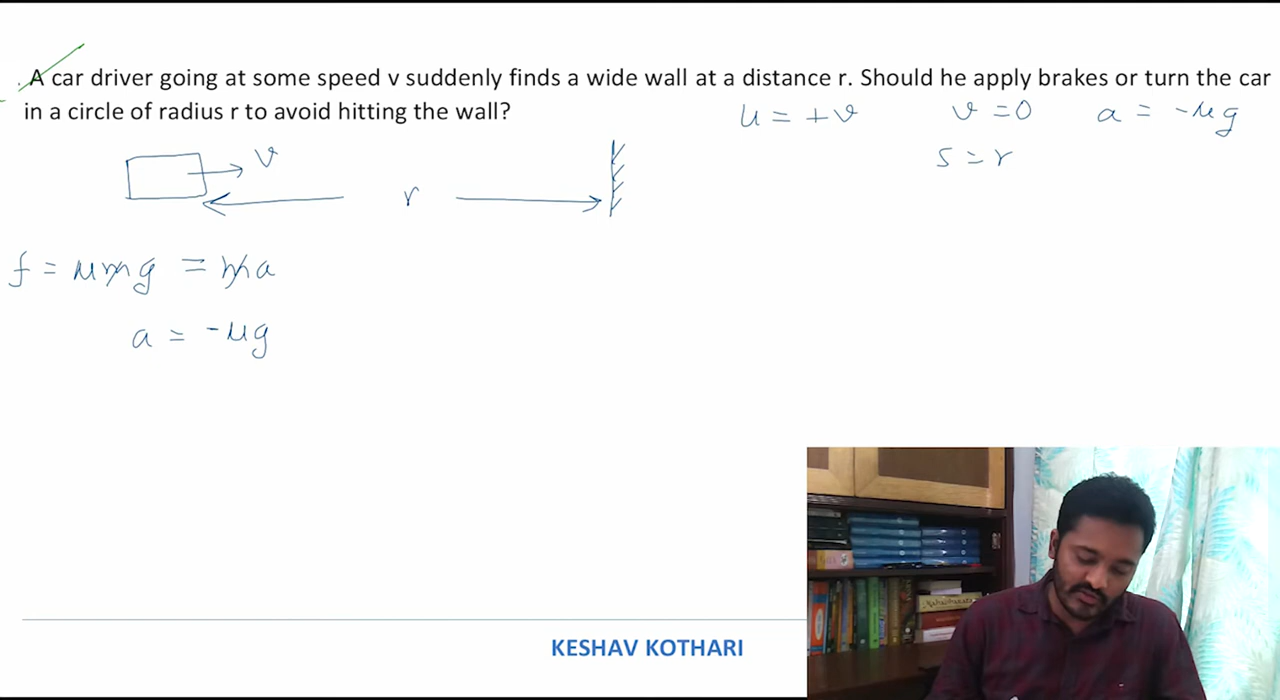 A car driver going at some speed v suddenly finds a wide wall at a distance r. Should he apply brakes or turn the car
in a circle of radius r to avoid hitting the wall?
u = +v v = 0 a = -μg
s = r
v
r
f = μmg = ma
a = -μg
KESHAV KOTHARI